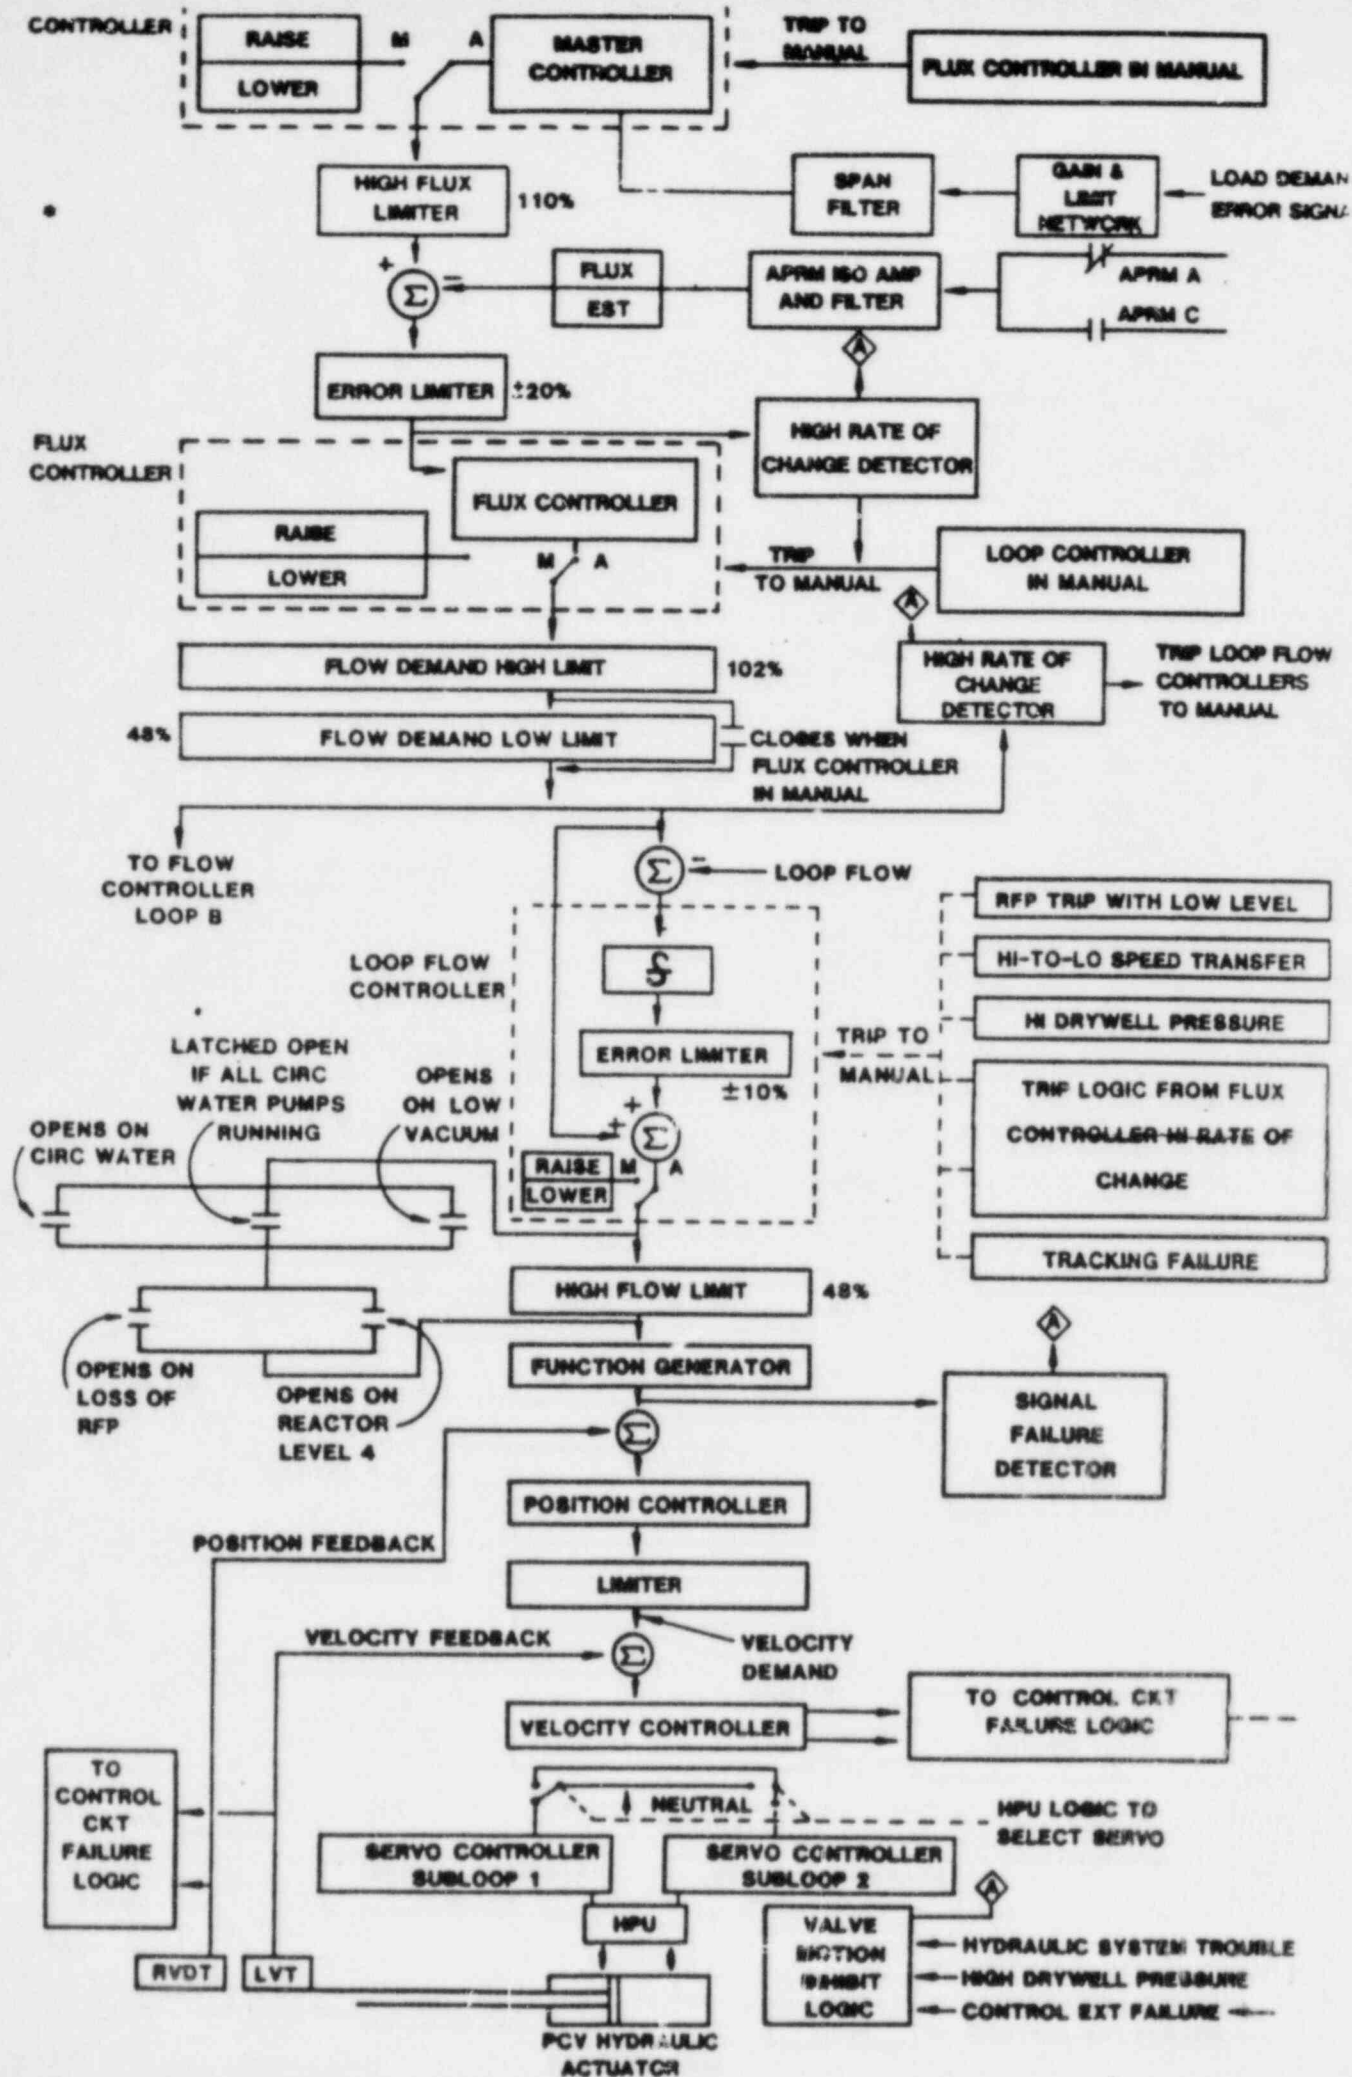 CONTROLLER
RAISE
LOWER
M
A
MASTER
CONTROLLER
TRIP TO
MANUAL
FLUX CONTROLLER IN MANUAL
HIGH FLUX
LIMITER
110%
SPAN
FILTER
GAIN &
LIMIT
NETWORK
LOAD DEMAN
ERROR SIGNA
+
−
Σ
FLUX
EST
APRM ISO AMP
AND FILTER
APRM A
APRM C
A
ERROR LIMITER
±20%
HIGH RATE OF
CHANGE DETECTOR
FLUX
CONTROLLER
FLUX CONTROLLER
RAISE
LOWER
M
A
TRIP
TO MANUAL
LOOP CONTROLLER
IN MANUAL
A
FLOW DEMAND HIGH LIMIT
102%
HIGH RATE OF
CHANGE
DETECTOR
TRIP LOOP FLOW
CONTROLLERS
TO MANUAL
48%
FLOW DEMAND LOW LIMIT
CLOSES WHEN
FLUX CONTROLLER
IN MANUAL
TO FLOW
CONTROLLER
LOOP B
Σ
-
LOOP FLOW
LOOP FLOW
CONTROLLER
ERROR LIMITER
±10%
+
+
Σ
RAISE
LOWER
M
A
TRIP TO
MANUAL
RFP TRIP WITH LOW LEVEL
HI-TO-LO SPEED TRANSFER
HI DRYWELL PRESSURE
TRIP LOGIC FROM FLUX
CONTROLLER HI RATE OF
CHANGE
TRACKING FAILURE
LATCHED OPEN
IF ALL CIRC
WATER PUMPS
RUNNING
OPENS
ON LOW
VACUUM
OPENS ON
CIRC WATER
HIGH FLOW LIMIT
48%
OPENS ON
LOSS OF
RFP
OPENS ON
REACTOR
LEVEL 4
FUNCTION GENERATOR
A
SIGNAL
FAILURE
DETECTOR
Σ
POSITION CONTROLLER
POSITION FEEDBACK
LIMITER
VELOCITY FEEDBACK
Σ
VELOCITY
DEMAND
VELOCITY CONTROLLER
TO CONTROL CKT
FAILURE LOGIC
TO
CONTROL
CKT
FAILURE
LOGIC
NEUTRAL
HPU LOGIC TO
SELECT SERVO
SERVO CONTROLLER
SUBLOOP 1
SERVO CONTROLLER
SUBLOOP 2
A
HPU
VALVE
MOTION
INHIBIT
LOGIC
HYDRAULIC SYSTEM TROUBLE
HIGH DRYWELL PRESSURE
CONTROL EXT FAILURE
RVDT
LVT
PCV HYDRAULIC
ACTUATOR